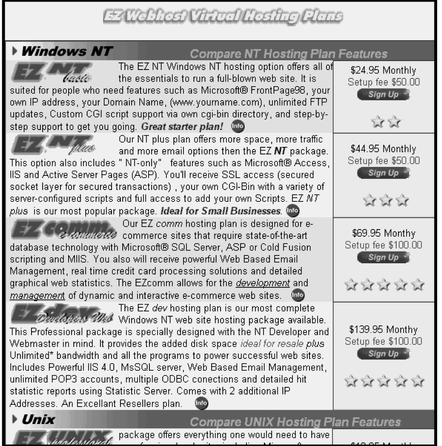 EZ Webhost Virtual Hosting Plans
Windows NT
Compare NT Hosting Plan Features
EZ NT basic
The EZ NT Windows NT hosting option offers all of
the essentials to run a full-blown web site. It is
suited for people who need features such as Microsoft® FrontPage98, your
own IP address, your Domain Name, (www.yourname.com), unlimited FTP
updates, Custom CGI script support via own cgi-bin directory, and step-by-
step support to get you going. Great starter plan! Info
$24.95 Monthly
Setup fee $50.00
Sign Up
EZ NT plus
Our NT plus plan offers more space, more traffic
and more email options then the EZ NT package.
This option also includes " NT-only" features such as Microsoft® Access,
IIS and Active Server Pages (ASP). You'll receive SSL access (secured
socket layer for secured transactions) , your own CGI-Bin with a variety of
server-configured scripts and full access to add your own Scripts. EZ NT
plus is our most popular package. Ideal for Small Businesses. Info
$44.95 Monthly
Setup fee $50.00
Sign Up
EZ comm.
e-commerce
Our EZ comm hosting plan is designed for e-
commerce sites that require state-of-the-art
database technology with Microsoft® SQL Server, ASP or Cold Fusion
scripting and MIIS. You also will receive powerful Web Based Email
Management, real time credit card processing solutions and detailed
graphical web statistics. The EZcomm allows for the development and
management of dynamic and interactive e-commerce web sites. Info
$69.95 Monthly
Setup fee $100.00
Sign Up
EZ dev
The EZ dev hosting plan is our most complete
Windows NT web site hosting package available.
This Professional package is specially designed with the NT Developer and
Webmaster in mind. It provides the added disk space ideal for resale plus
Unlimited* bandwidth and all the programs to power successful web sites.
Includes Powerful IIS 4.0, MsSQL server, Web Based Email Management,
unlimited POP3 accounts, multiple ODBC conections and detailed hit
statistic reports using Statistic Server. Comes with 2 additional IP
Addresses. An Excellant Resellers plan. Info
$139.95 Monthy
Setup fee $100.00
Sign Up
Unix
Compare UNIX Hosting Plan Features
EZ UNIX
package offers everything one would need to have